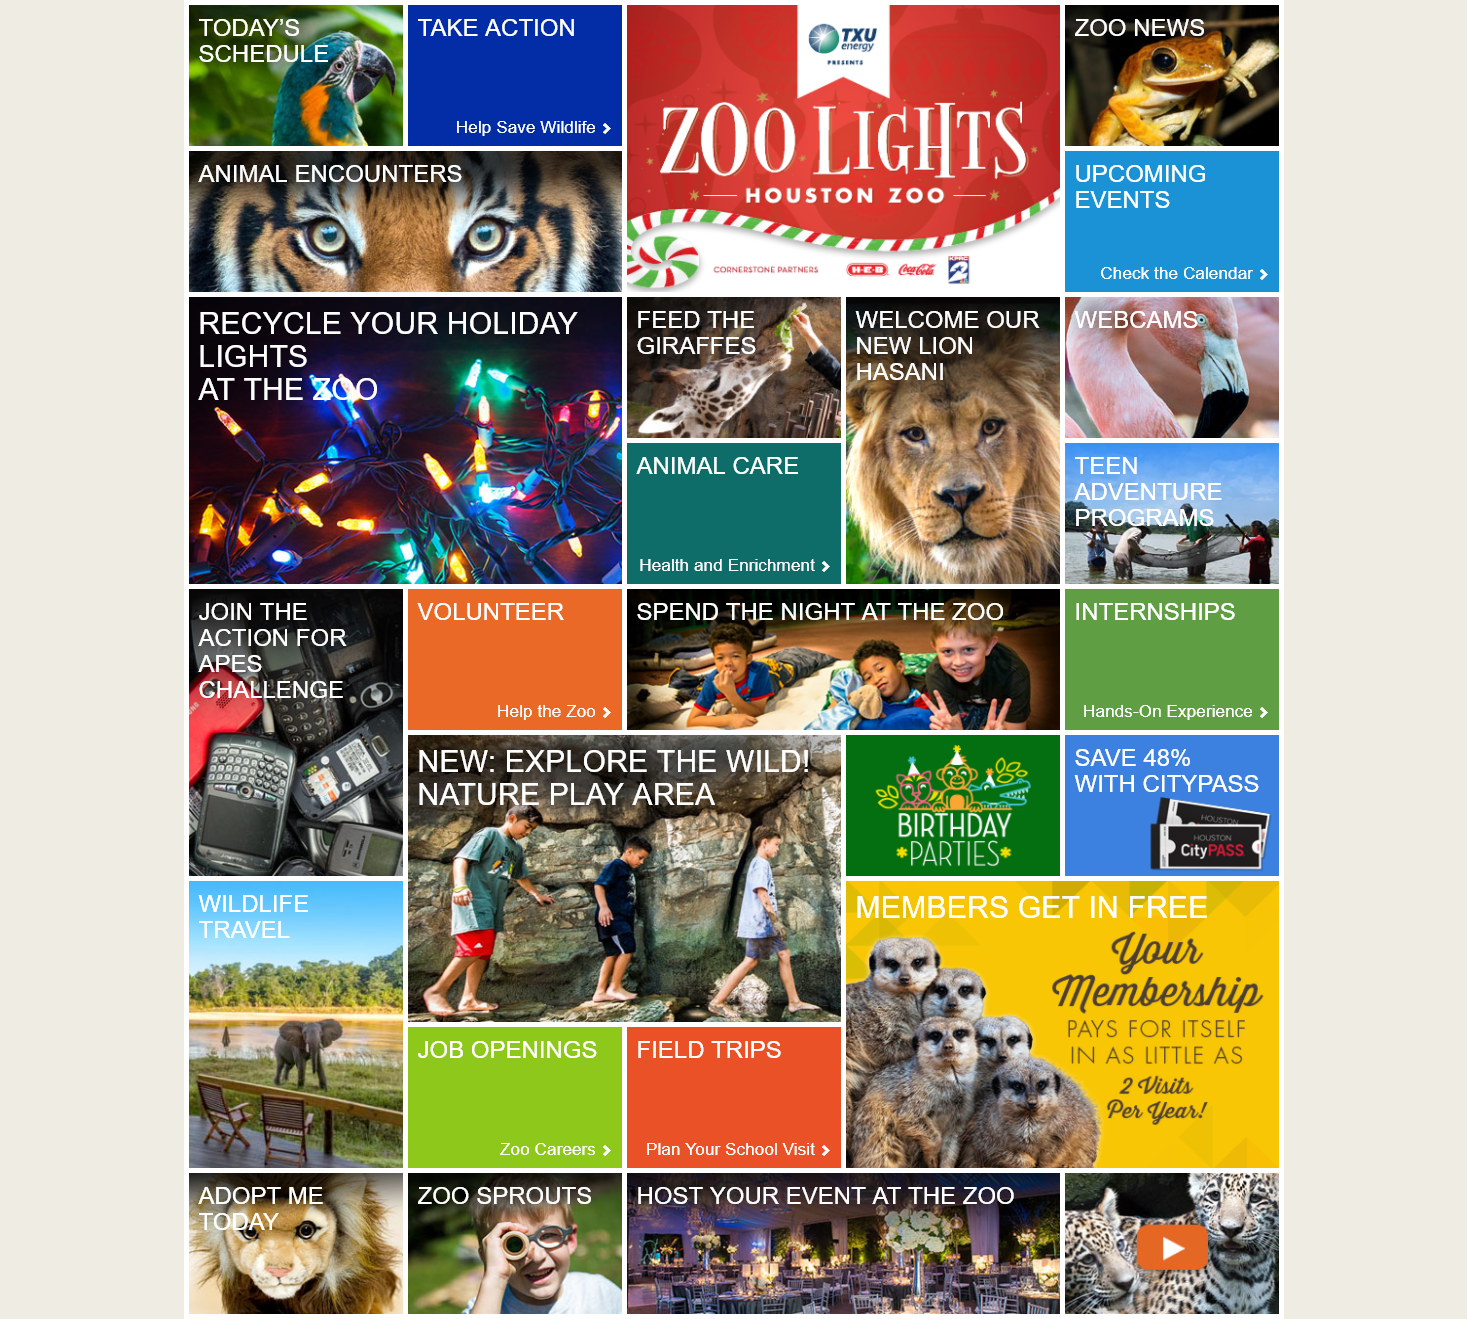 TODAY'S
SCHEDULE
TAKE ACTION
Help Save Wildlife
TXU
energy
PRESENTS
ZOO LIGHTS
HOUSTON ZOO
CORNERSTONE PARTNERS
H-E-B
Coca-Cola
KPRC
2
ZOO NEWS
ANIMAL ENCOUNTERS
UPCOMING
EVENTS
Check the Calendar
RECYCLE YOUR HOLIDAY
LIGHTS
AT THE ZOO
FEED THE
GIRAFFES
WELCOME OUR
NEW LION
HASANI
WEBCAMS
ANIMAL CARE
Health and Enrichment
TEEN
ADVENTURE
PROGRAMS
JOIN THE
ACTION FOR
APES
CHALLENGE
VOLUNTEER
Help the Zoo
SPEND THE NIGHT AT THE ZOO
INTERNSHIPS
Hands-On Experience
NEW: EXPLORE THE WILD!
NATURE PLAY AREA
BIRTHDAY
*PARTIES*
SAVE 48%
WITH CITYPASS
HOUSTON
HOUSTON
CityPASS
WILDLIFE
TRAVEL
MEMBERS GET IN FREE
Your
Membership
PAYS FOR ITSELF
IN AS LITTLE AS
2 Visits
Per Year!
JOB OPENINGS
Zoo Careers
FIELD TRIPS
Plan Your School Visit
ADOPT ME
TODAY
ZOO SPROUTS
HOST YOUR EVENT AT THE ZOO